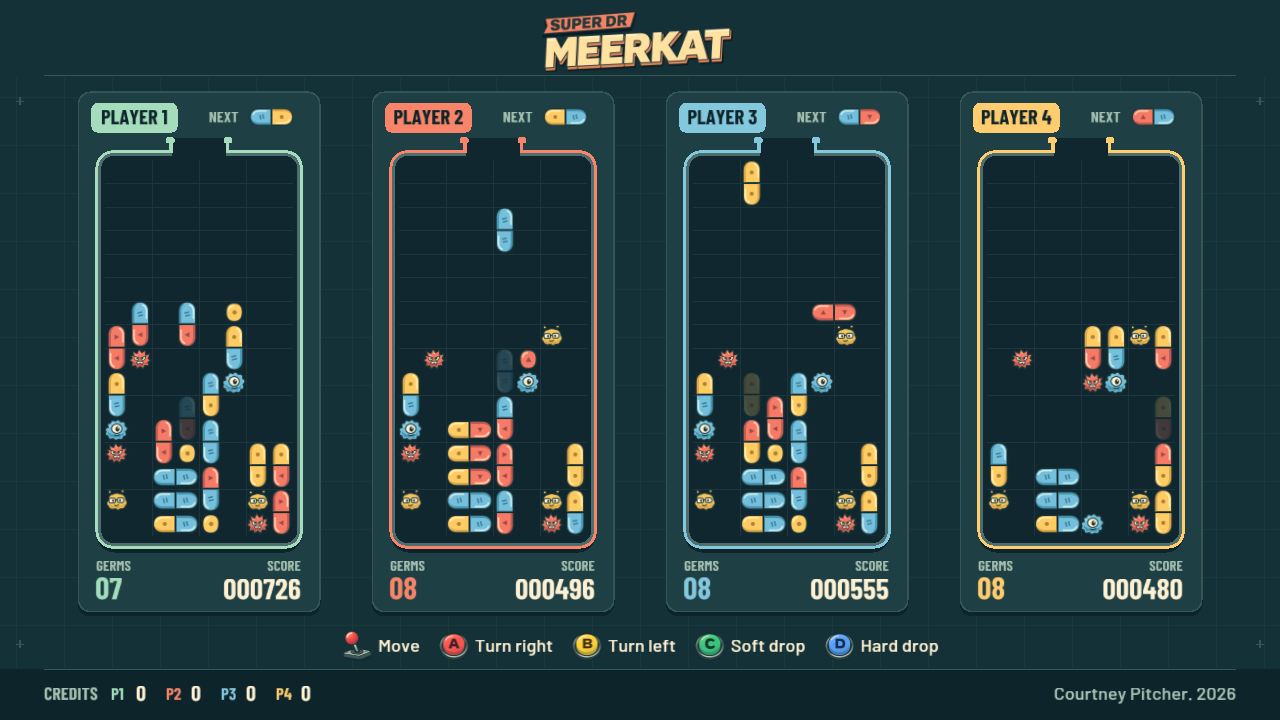 SUPER DR
MEERKAT
PLAYER 1 NEXT
PLAYER 2 NEXT
PLAYER 3 NEXT
PLAYER 4 NEXT
GERMS SCORE
07 000726
GERMS SCORE
08 000496
GERMS SCORE
08 000555
GERMS SCORE
08 000480
Move A Turn right B Turn left C Soft drop D Hard drop
CREDITS P1 0 P2 0 P3 0 P4 0
Courtney Pitcher. 2026